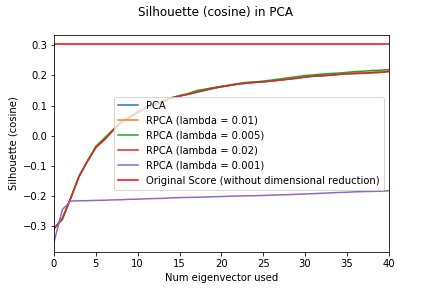 Silhouette (cosine) in PCA
0.3
0.2
0.1
0.0
−0.1
−0.2
−0.3
Silhouette (cosine)
PCA
RPCA (lambda = 0.01)
RPCA (lambda = 0.005)
RPCA (lambda = 0.02)
RPCA (lambda = 0.001)
Original Score (without dimensional reduction)
0 5 10 15 20 25 30 35 40
Num eigenvector used